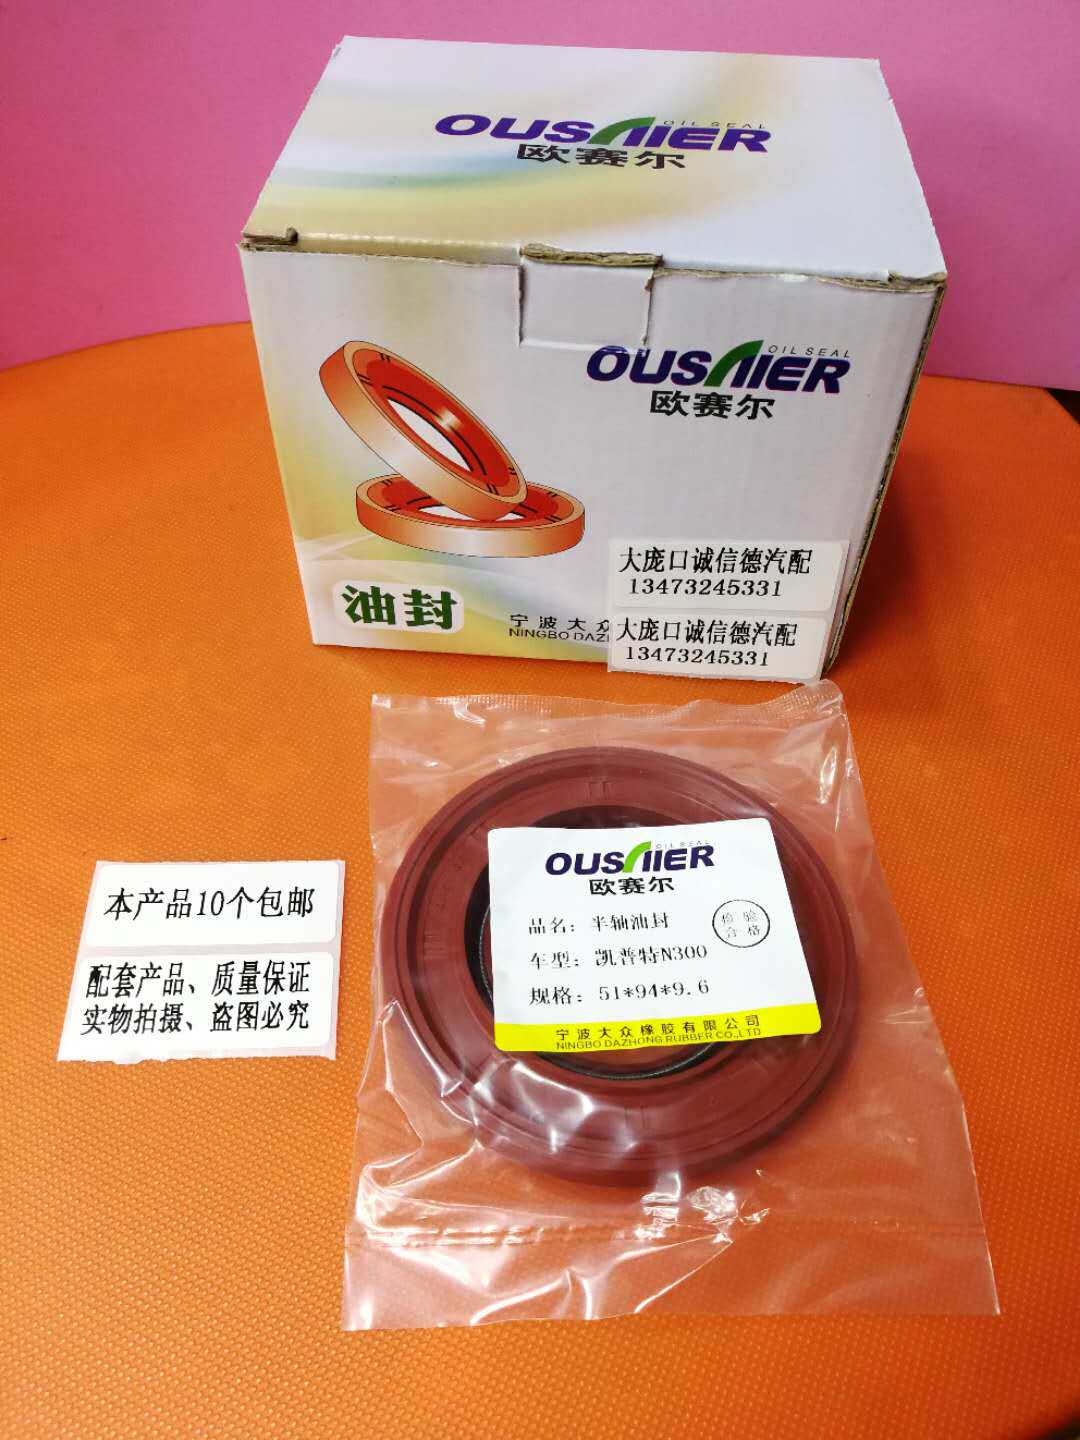 OIL SEAL
OUSAIER
欧赛尔
OIL SEAL
OUSAIER
欧赛尔
油封
宁波大众
NINGBO DAZ
大庞口诚信德汽配
13473245331
大庞口诚信德汽配
13473245331
本产品10个包邮
配套产品、质量保证
实物拍摄、盗图必究
OIL SEAL
OUSAIER
欧赛尔
品名：半轴油封
检验
合格
车型：凯普特N300
规格：51*94*9.6
宁波大众橡胶有限公司
NINGBO DAZHONG RUBBER CO.,LTD